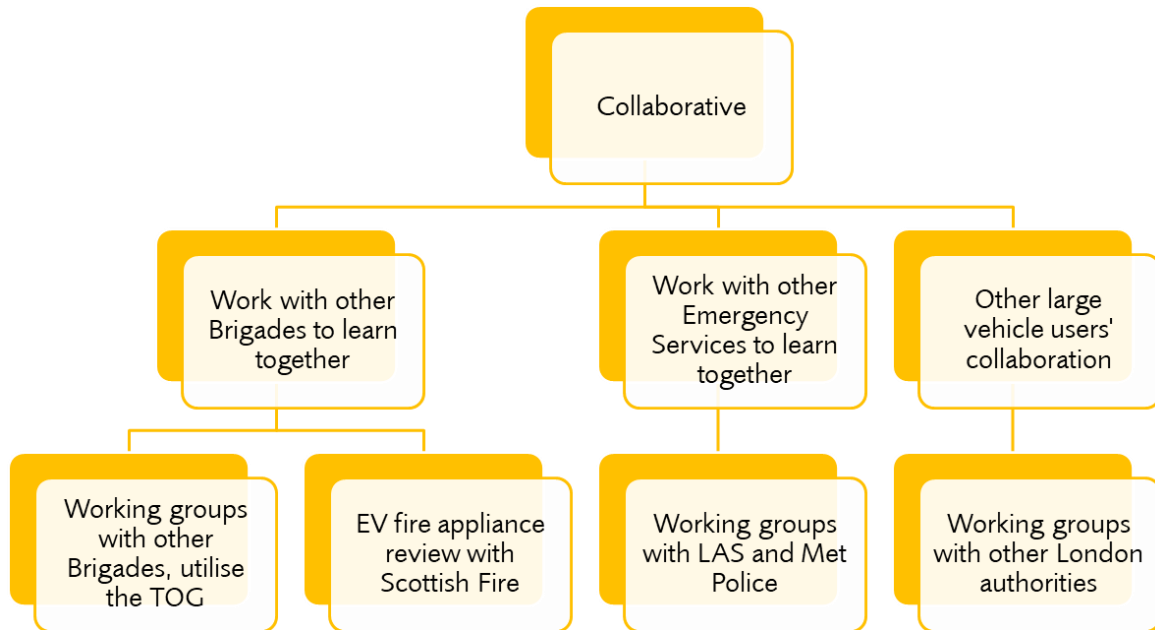 Collaborative
Work with other
Brigades to learn
together
Work with other
Emergency
Services to learn
together
Other large
vehicle users'
collaboration
Working groups
with other
Brigades, utilise
the TOG
EV fire appliance
review with
Scottish Fire
Working groups
with LAS and Met
Police
Working groups
with other London
authorities